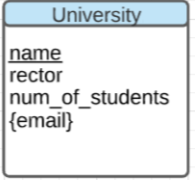 University
name
rector
num_of_students
{email}